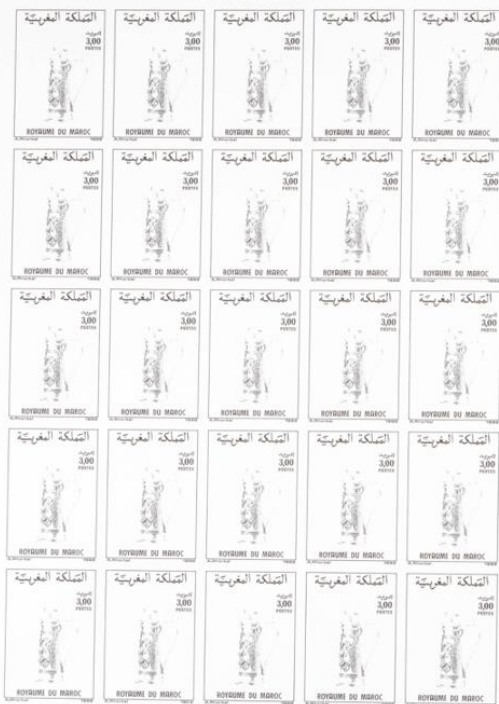 المملكة المغربية
3,00
POSTES
ROYAUME DU MAROC
المملكة المغربية
3,00
POSTES
ROYAUME DU MAROC
المملكة المغربية
3,00
POSTES
ROYAUME DU MAROC
المملكة المغربية
3,00
POSTES
ROYAUME DU MAROC
المملكة المغربية
3,00
POSTES
ROYAUME DU MAROC
المملكة المغربية
3,00
POSTES
ROYAUME DU MAROC
المملكة المغربية
3,00
POSTES
ROYAUME DU MAROC
المملكة المغربية
3,00
POSTES
ROYAUME DU MAROC
المملكة المغربية
3,00
POSTES
ROYAUME DU MAROC
المملكة المغربية
3,00
POSTES
ROYAUME DU MAROC
المملكة المغربية
3,00
POSTES
ROYAUME DU MAROC
المملكة المغربية
3,00
POSTES
ROYAUME DU MAROC
المملكة المغربية
3,00
POSTES
ROYAUME DU MAROC
المملكة المغربية
3,00
POSTES
ROYAUME DU MAROC
المملكة المغربية
3,00
POSTES
ROYAUME DU MAROC
المملكة المغربية
3,00
POSTES
ROYAUME DU MAROC
المملكة المغربية
3,00
POSTES
ROYAUME DU MAROC
المملكة المغربية
3,00
POSTES
ROYAUME DU MAROC
المملكة المغربية
3,00
POSTES
ROYAUME DU MAROC
المملكة المغربية
3,00
POSTES
ROYAUME DU MAROC
المملكة المغربية
3,00
POSTES
ROYAUME DU MAROC
المملكة المغربية
3,00
POSTES
ROYAUME DU MAROC
المملكة المغربية
3,00
POSTES
ROYAUME DU MAROC
المملكة المغربية
3,00
POSTES
ROYAUME DU MAROC
المملكة المغربية
3,00
POSTES
ROYAUME DU MAROC